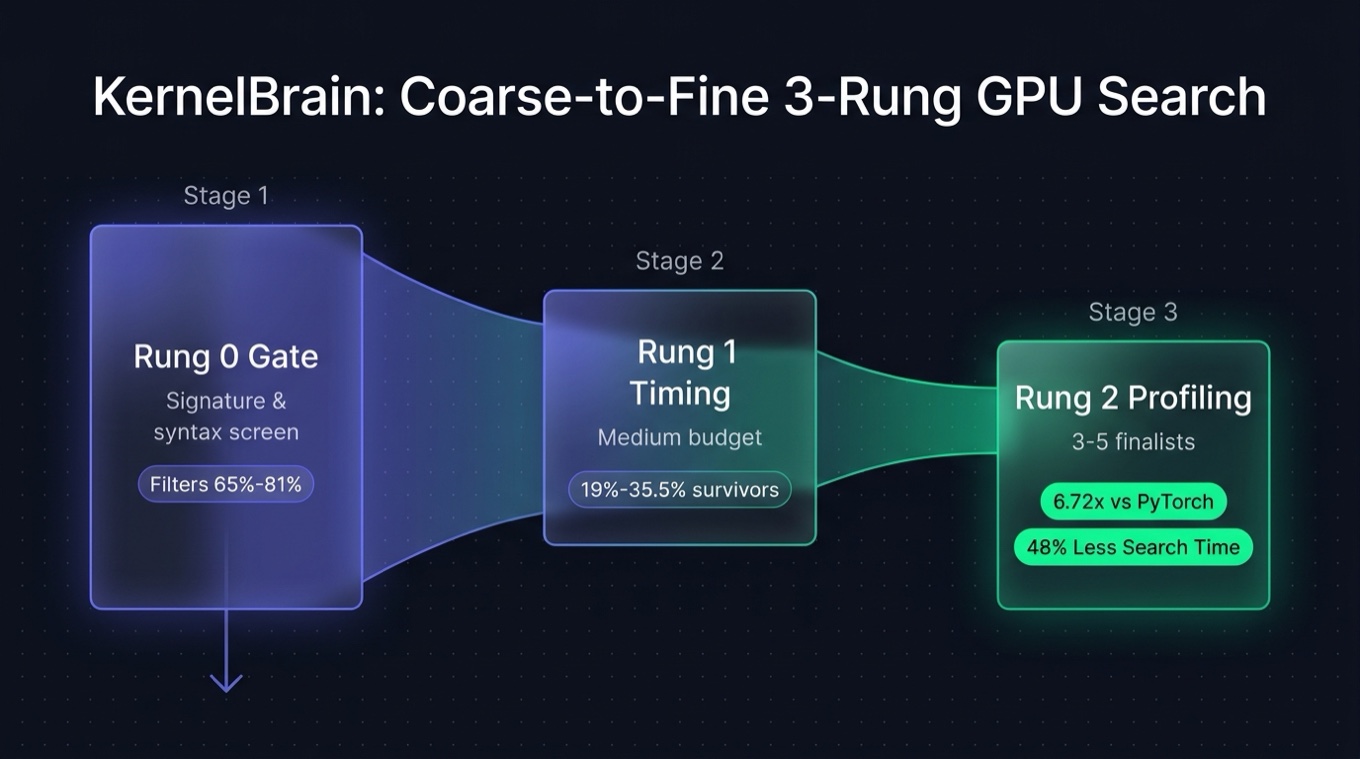 KernelBrain: Coarse-to-Fine 3-Rung GPU Search
Stage 1
Rung 0 Gate
Signature &
syntax screen
Filters 65%-81%
Stage 2
Rung 1
Timing
Medium budget
19%-35.5% survivors
Stage 3
Rung 2 Profiling
3-5 finalists
6.72x vs PyTorch
48% Less Search Time